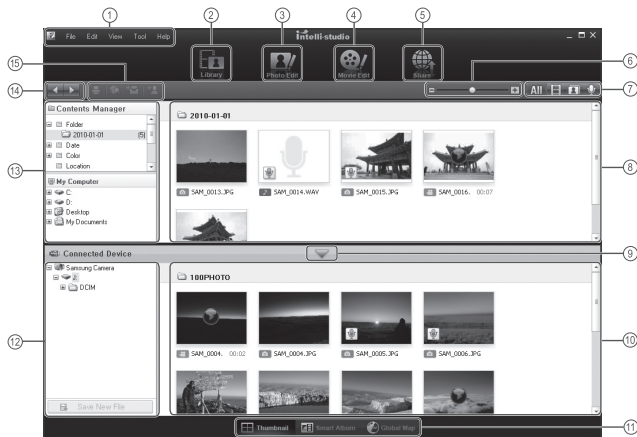 1 2 3 4 5
File Edit View Tool Help
intelli-studio
Library Photo Edit Movie Edit Share
15 6
14 All 7
Contents Manager
Folder
2010-01-01 (5)
Date
Color
Location
13
My Computer
C:
D:
Desktop
My Documents
2010-01-01
SAM_0013.JPG SAM_0014.WAV SAM_0015.JPG SAM_0016. 00:07
8
Connected Device 9
Samsung Camera
DCIM
12
Save New File
100PHOTO
SAM_0004. 00:02 SAM_0004.JPG SAM_0005.JPG SAM_0006.JPG
10
Thumbnail Smart Album Global Map 11